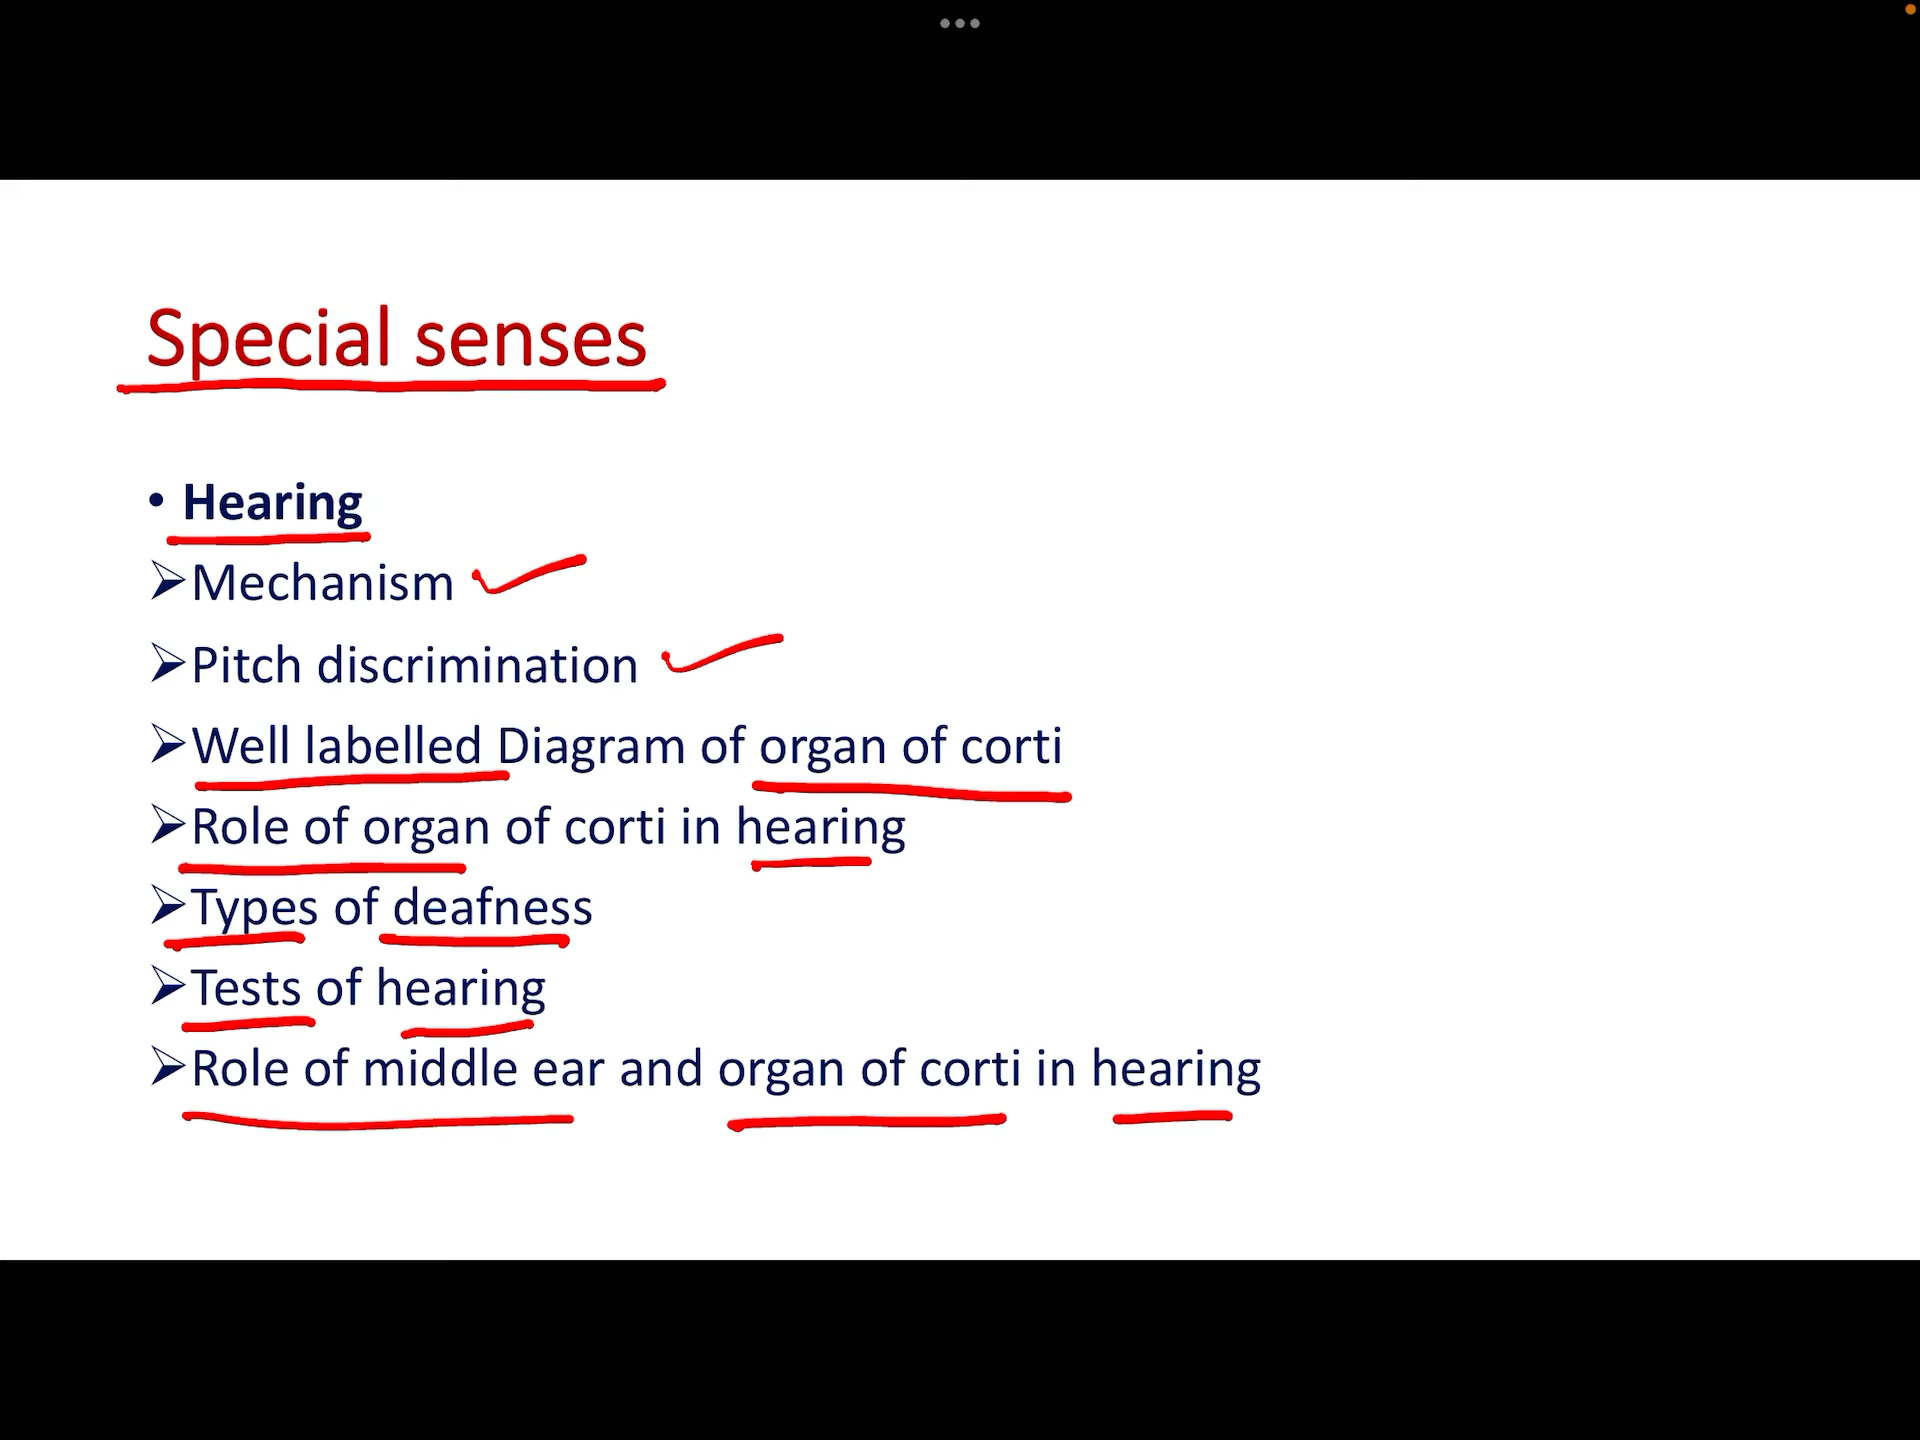 Special senses
• Hearing
➢Mechanism
➢Pitch discrimination
➢Well labelled Diagram of organ of corti
➢Role of organ of corti in hearing
➢Types of deafness
➢Tests of hearing
➢Role of middle ear and organ of corti in hearing